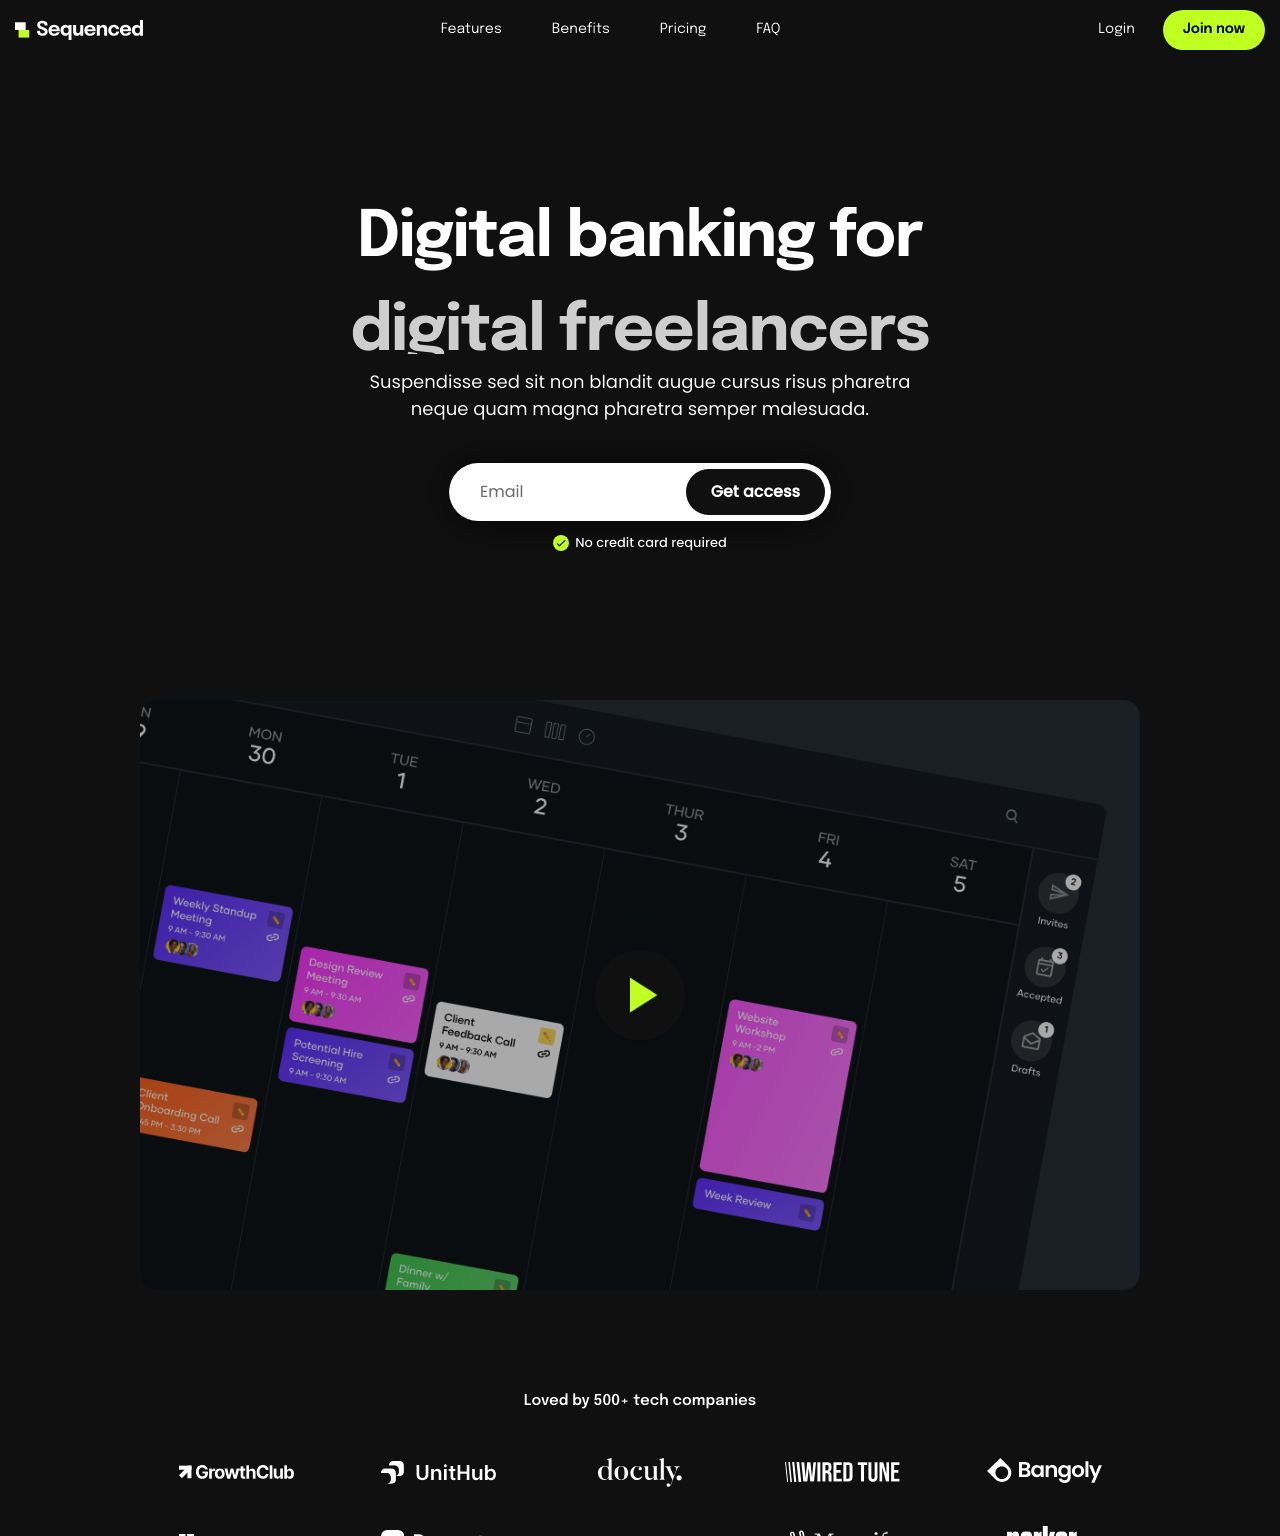 Sequenced
Features
Benefits
Pricing
FAQ
Login
Join now
Digital banking for
digital freelancers
Suspendisse sed sit non blandit augue cursus risus pharetra
neque quam magna pharetra semper malesuada.
Email
Get access
No credit card required
MON
30
TUE
1
WED
2
THUR
3
FRI
4
SAT
5
2
Invites
3
Accepted
1
Drafts
Weekly Standup
Meeting
9 AM - 9:30 AM
Design Review
Meeting
9 AM - 9:30 AM
Potential Hire
Screening
9 AM - 9:30 AM
Client
Feedback Call
9 AM - 9:30 AM
Website
Workshop
9 AM -2 PM
Week Review
Client
Onboarding Call
45 PM - 3.30 PM
Dinner w/
Family
Loved by 500+ tech companies
GrowthClub
UnitHub
doculy.
WIRED TUNE
Bangoly